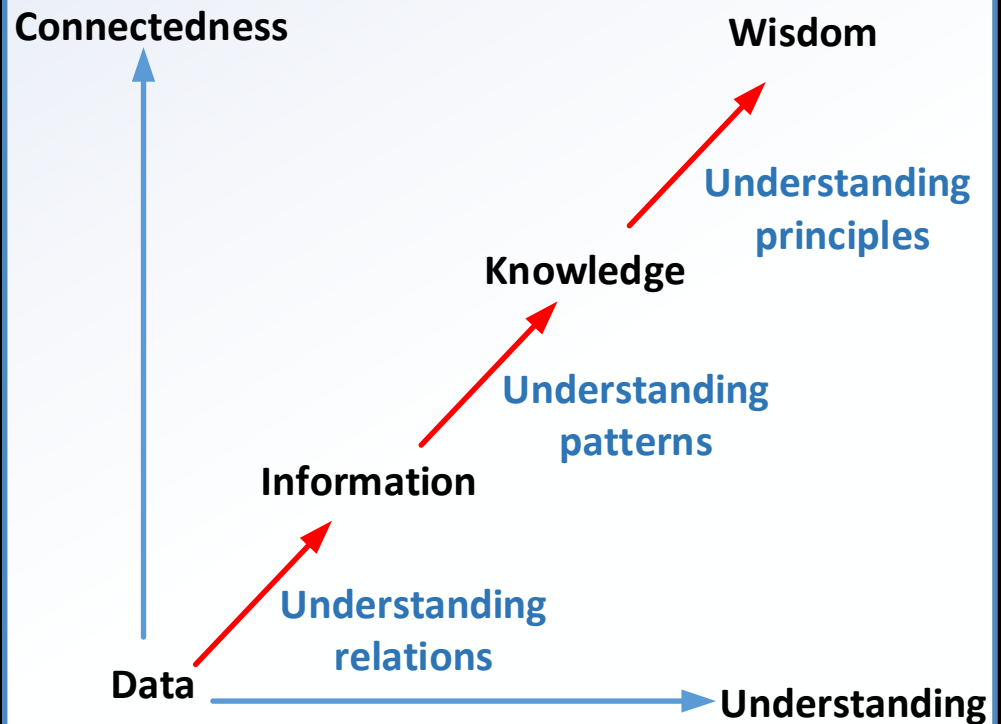 Connectedness
Wisdom
Understanding
principles
Knowledge
Understanding
patterns
Information
Understanding
relations
Data
Understanding